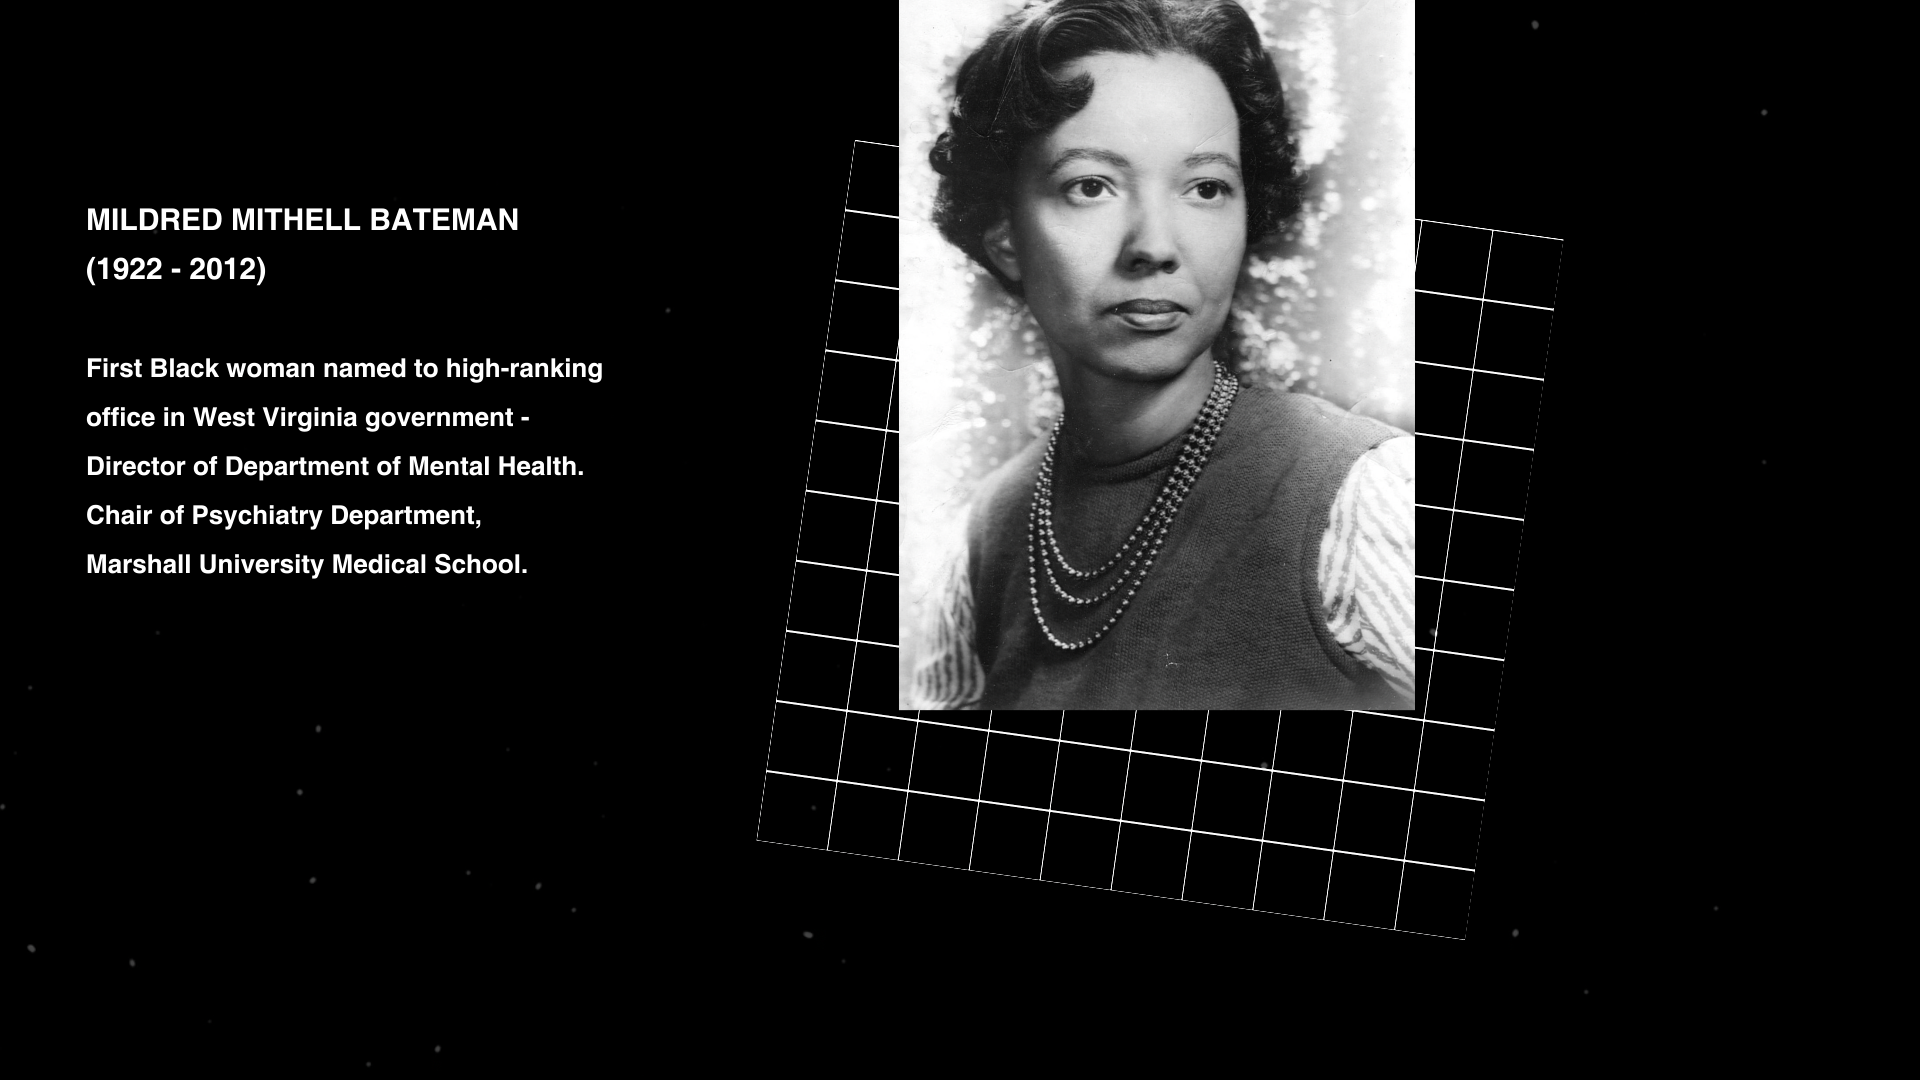 MILDRED MITHELL BATEMAN
(1922 - 2012)
First Black woman named to high-ranking
office in West Virginia government -
Director of Department of Mental Health.
Chair of Psychiatry Department,
Marshall University Medical School.